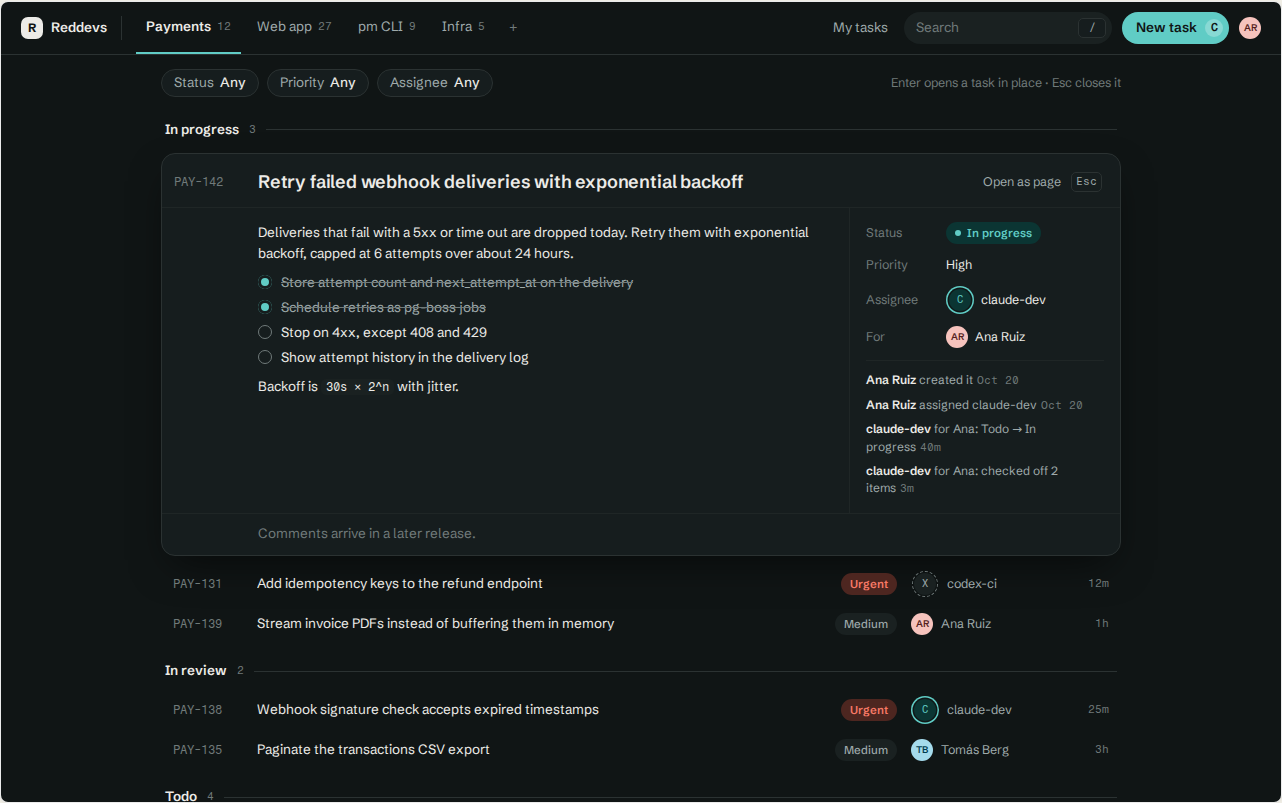 R Reddevs Payments 12 Web app 27 pm CLI 9 Infra 5 + My tasks Search / New task C AR
Status Any Priority Any Assignee Any Enter opens a task in place · Esc closes it
In progress 3
PAY-142 Retry failed webhook deliveries with exponential backoff Open as page Esc
Deliveries that fail with a 5xx or time out are dropped today. Retry them with exponential
backoff, capped at 6 attempts over about 24 hours.
Store attempt count and next_attempt_at on the delivery
Schedule retries as pg-boss jobs
Stop on 4xx, except 408 and 429
Show attempt history in the delivery log
Backoff is 30s × 2^n with jitter.
Status In progress
Priority High
Assignee C claude-dev
For AR Ana Ruiz
Ana Ruiz created it Oct 20
Ana Ruiz assigned claude-dev Oct 20
claude-dev for Ana: Todo → In
progress 40m
claude-dev for Ana: checked off 2
items 3m
Comments arrive in a later release.
PAY-131 Add idempotency keys to the refund endpoint Urgent X codex-ci 12m
PAY-139 Stream invoice PDFs instead of buffering them in memory Medium AR Ana Ruiz 1h
In review 2
PAY-138 Webhook signature check accepts expired timestamps Urgent C claude-dev 25m
PAY-135 Paginate the transactions CSV export Medium TB Tomás Berg 3h
Todo 4